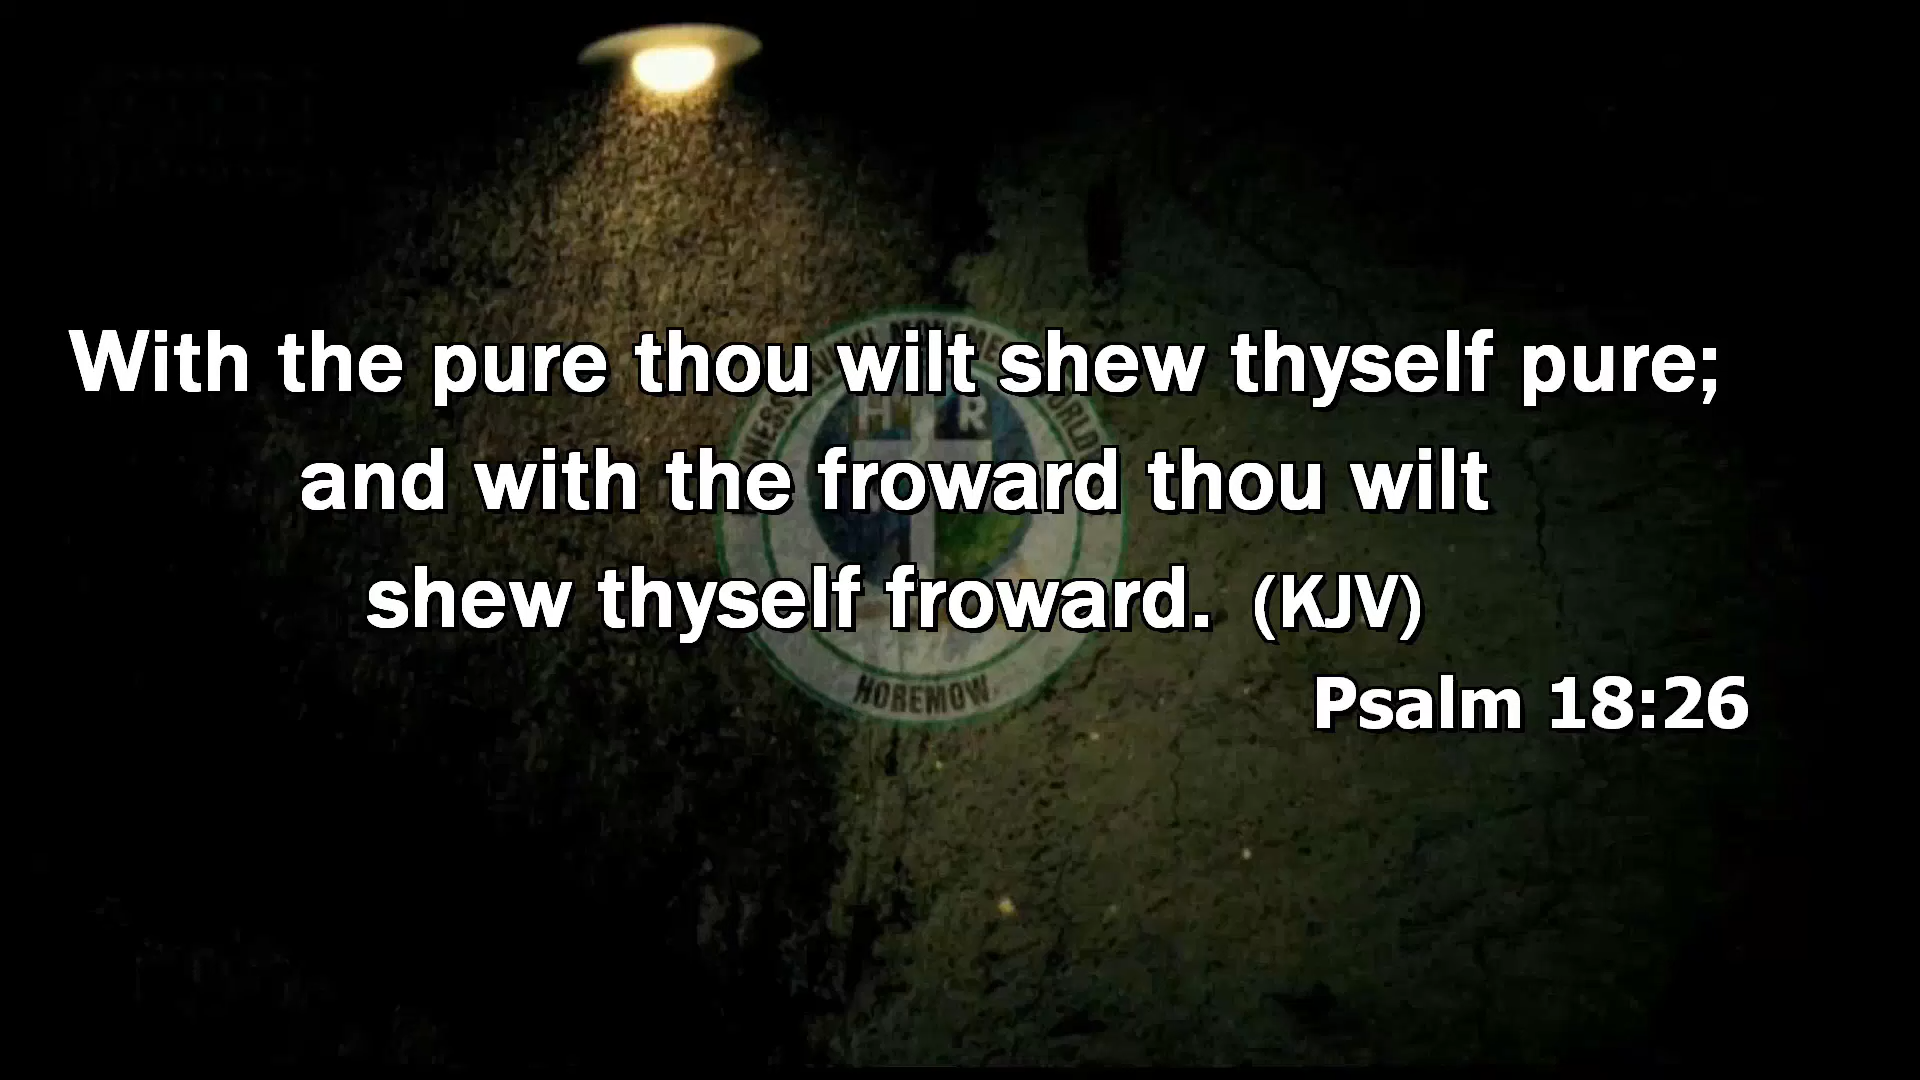 With the pure thou wilt shew thyself pure;
and with the froward thou wilt
shew thyself froward. (KJV)
Psalm 18:26
H R
HOREMOW